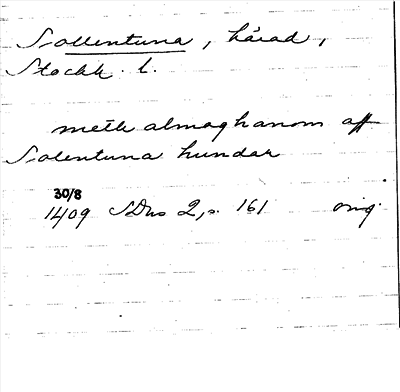 Sollentuna, härad,
Stockh. l.
meth almoghanom aff
Solentuna hundar
30/8
1409 SDns 2, s. 161 orig.